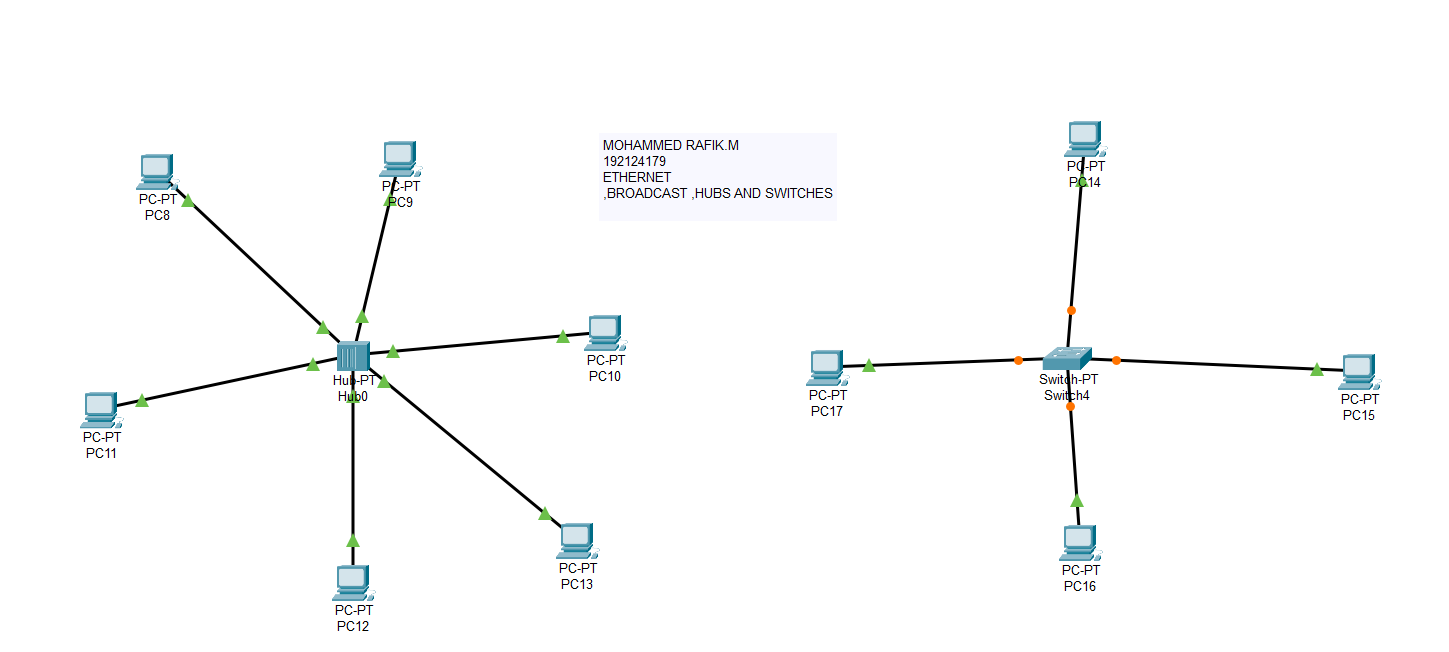 PC-PT
PC14
MOHAMMED RAFIK.M
192124179
ETHERNET
,BROADCAST ,HUBS AND SWITCHES
PC-PT
PC8
PC-PT
PC9
PC-PT
PC10
Hub-PT
Hub0
Switch-PT
Switch4
PC-PT
PC17
PC-PT
PC15
PC-PT
PC11
PC-PT
PC13
PC-PT
PC16
PC-PT
PC12